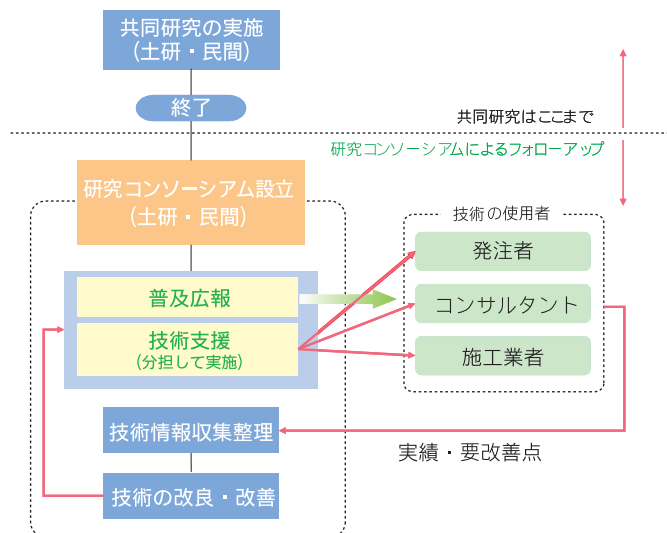 共同研究の実施
(土研・民間)
終了
共同研究はここまで
研究コンソーシアムによるフォローアップ
研究コンソーシアム設立
(土研・民間)
技術の使用者
発注者
普及広報
コンサルタント
技術支援
(分担して実施)
施工業者
技術情報収集整理
実績・要改善点
技術の改良・改善